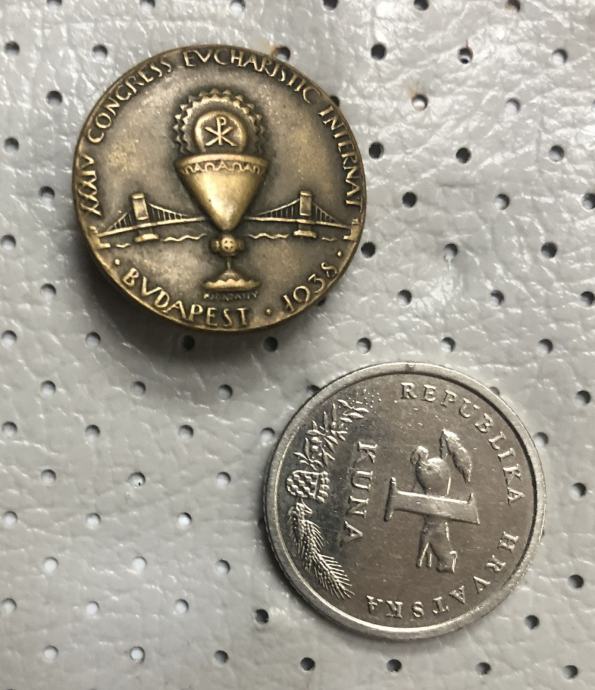 XXXIV CONGRESS EVCHARISTIC INTERNAT
· BVDAPEST · 1938 ·
REPUBLIKA HRVATSKA
1
KUNA